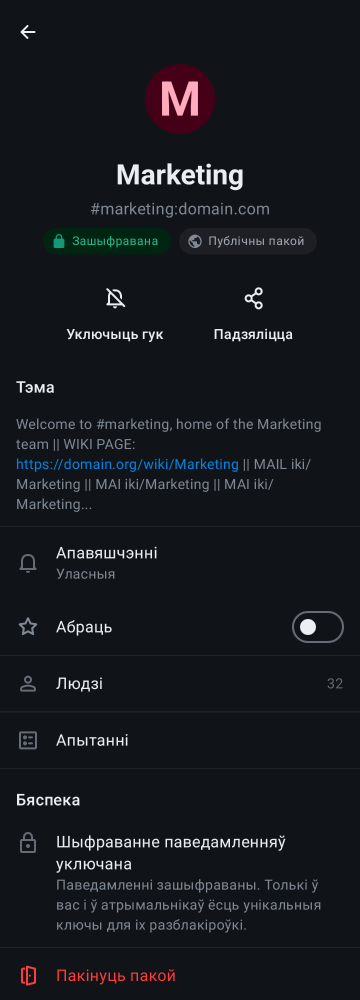 M
Marketing
#marketing:domain.com
Зашыфравана
Публічны пакой
Уключыць гук
Падзяліцца
Тэма
Welcome to #marketing, home of the Marketing
team || WIKI PAGE:
https://domain.org/wiki/Marketing || MAIL iki/
Marketing || MAI iki/Marketing || MAI iki/
Marketing...
Апавяшчэнні
Уласныя
Абраць
Людзі 32
Апытанні
Бяспека
Шыфраванне паведамленняў
уключана
Паведамленні зашыфраваны. Толькі ў
вас і ў атрымальнікаў ёсць унікальныя
ключы для іх разблакіроўкі.
Пакінуць пакой